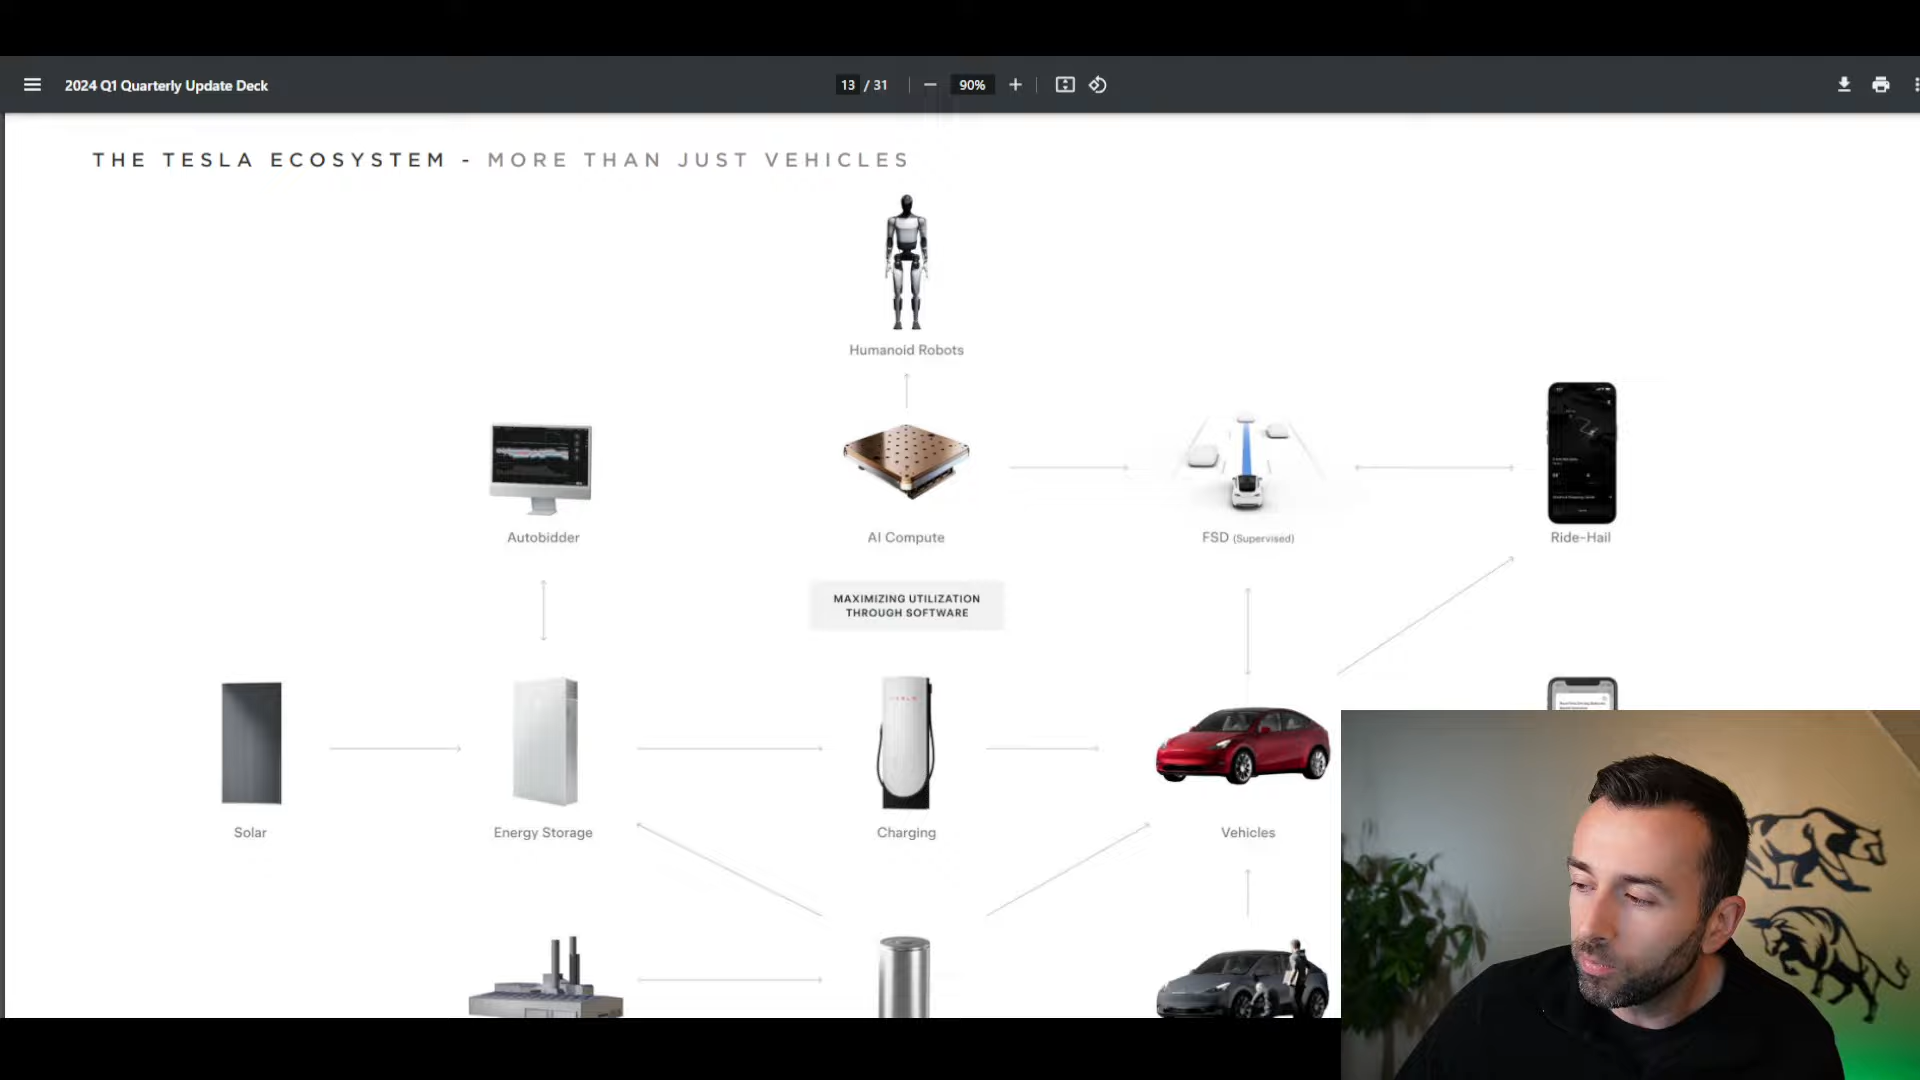 2024 Q1 Quarterly Update Deck
13 / 31
90%
THE TESLA ECOSYSTEM - MORE THAN JUST VEHICLES
Humanoid Robots
Autobidder
AI Compute
FSD (Supervised)
Ride-Hail
MAXIMIZING UTILIZATION
THROUGH SOFTWARE
TESLA
Solar
Energy Storage
Charging
Vehicles